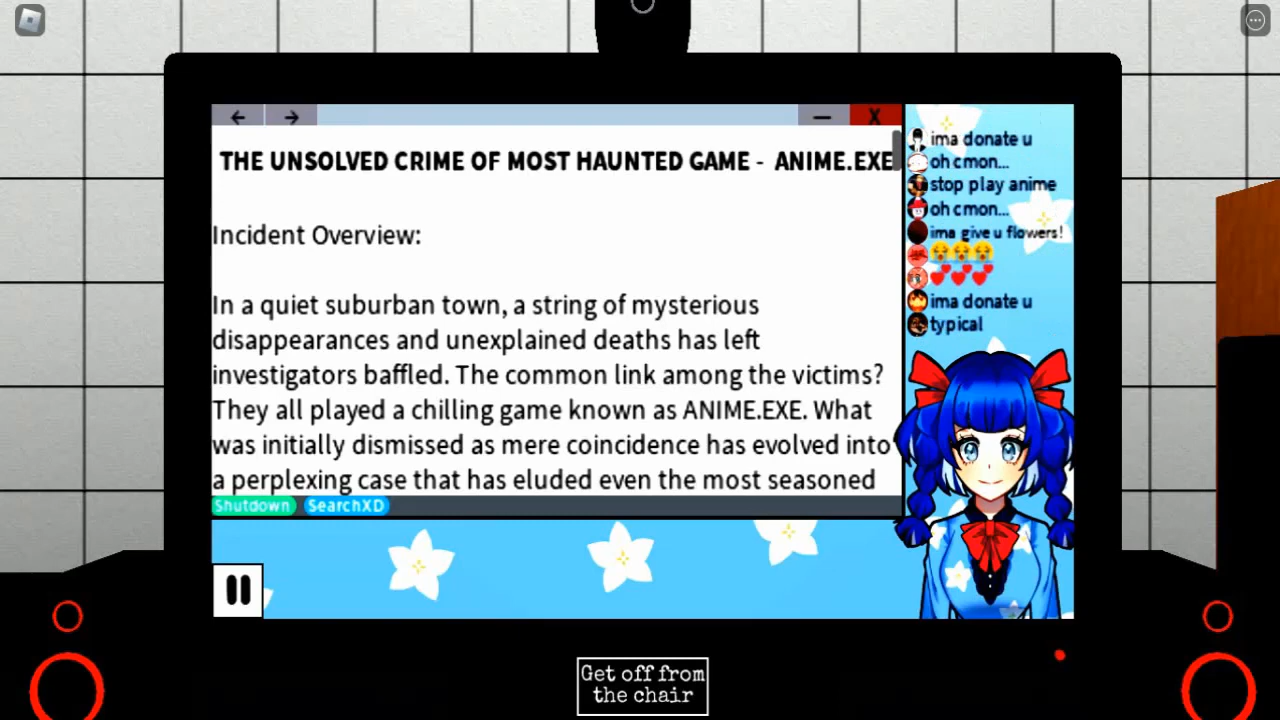 THE UNSOLVED CRIME OF MOST HAUNTED GAME - ANIME.EXE
Incident Overview:
In a quiet suburban town, a string of mysterious
disappearances and unexplained deaths has left
investigators baffled. The common link among the victims?
They all played a chilling game known as ANIME.EXE. What
was initially dismissed as mere coincidence has evolved into
a perplexing case that has eluded even the most seasoned
Shutdown
SearchXD
ima donate u
oh cmon...
stop play anime
oh cmon...
ima give u flowers!
😭😭😭
💕💕💕
ima donate u
typical
Get off from
the chair